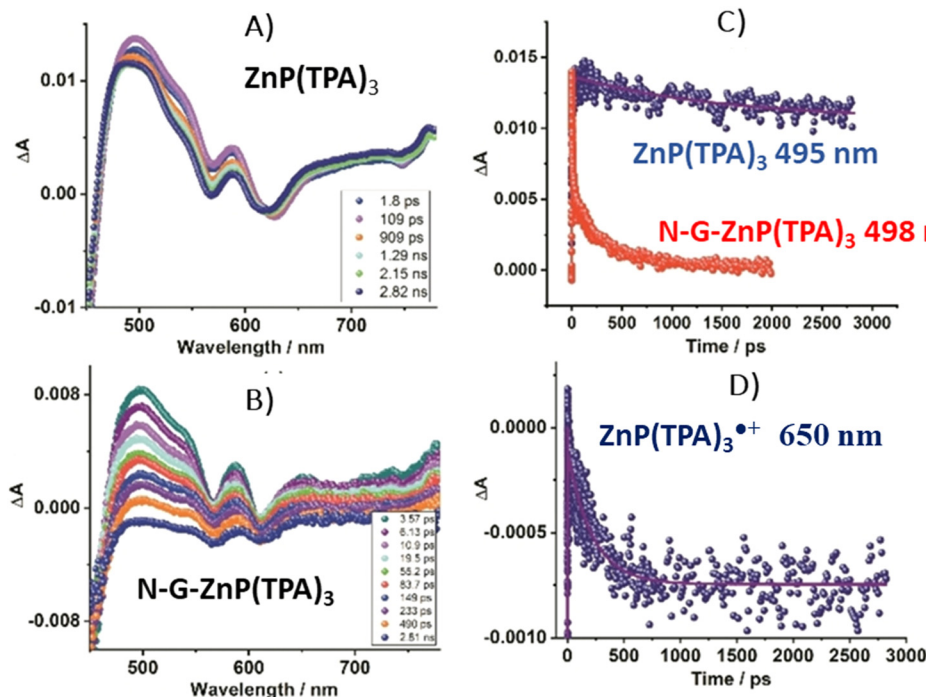 A)
ZnP(TPA)3
0.01
0.00
-0.01
ΔA
500
600
700
Wavelength / nm
1.8 ps
109 ps
909 ps
1.29 ns
2.15 ns
2.82 ns
B)
N-G-ZnP(TPA)3
0.008
0.000
-0.008
ΔA
500
600
700
Wavelength / nm
3.57 ps
6.13 ps
10.9 ps
19.5 ps
55.2 ps
83.7 ps
149 ps
233 ps
490 ps
2.81 ns
C)
0.015
0.010
0.005
0.000
ΔA
ZnP(TPA)3 495 nm
N-G-ZnP(TPA)3 498
0 500 1000 1500 2000 2500 3000
Time / ps
D)
ZnP(TPA)3●+ 650 nm
0.0000
-0.0005
-0.0010
ΔA
0 500 1000 1500 2000 2500 3000
Time / ps